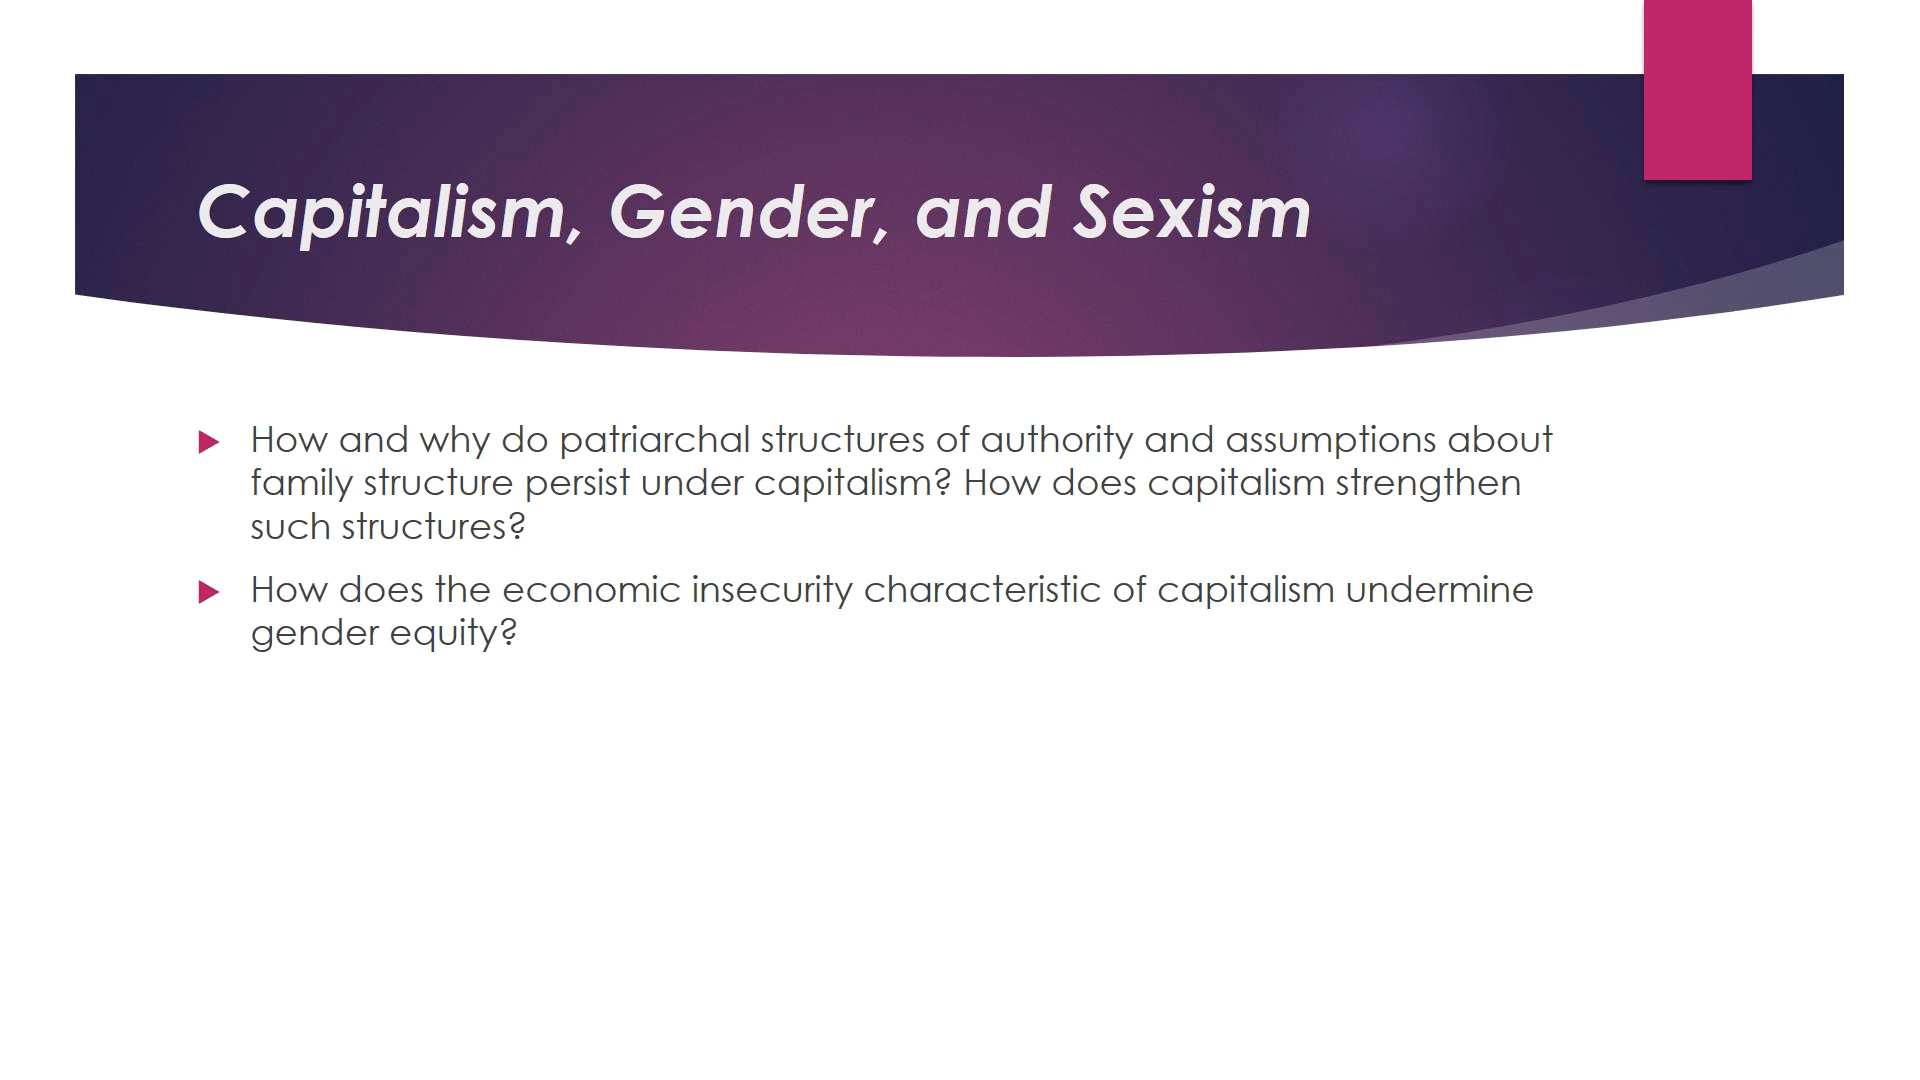 Capitalism, Gender, and Sexism
How and why do patriarchal structures of authority and assumptions about
family structure persist under capitalism? How does capitalism strengthen
such structures?
How does the economic insecurity characteristic of capitalism undermine
gender equity?